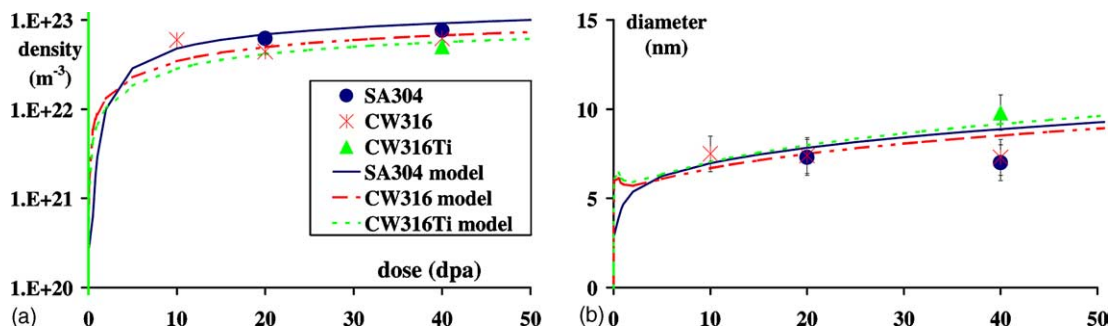 1.E+23
density
(m-3)
1.E+22
1.E+21
1.E+20
SA304
CW316
CW316Ti
SA304 model
CW316 model
CW316Ti model
dose (dpa)
(a)
0 10 20 30 40 50
diameter
(nm)
15
10
5
0
(b)
0 10 20 30 40 50